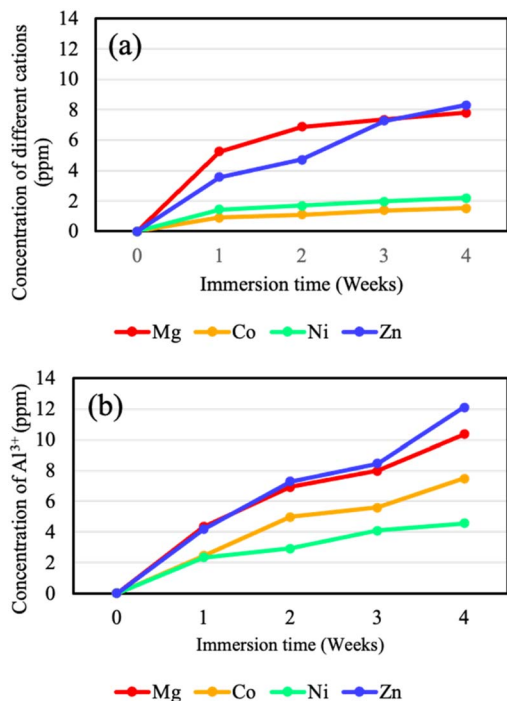 (a)
Concentration of different cations
(ppm)
14
12
10
8
6
4
2
0
0 1 2 3 4
Immersion time (Weeks)
Mg Co Ni Zn
(b)
Concentration of Al³⁺ (ppm)
14
12
10
8
6
4
2
0
0 1 2 3 4
Immersion time (Weeks)
Mg Co Ni Zn